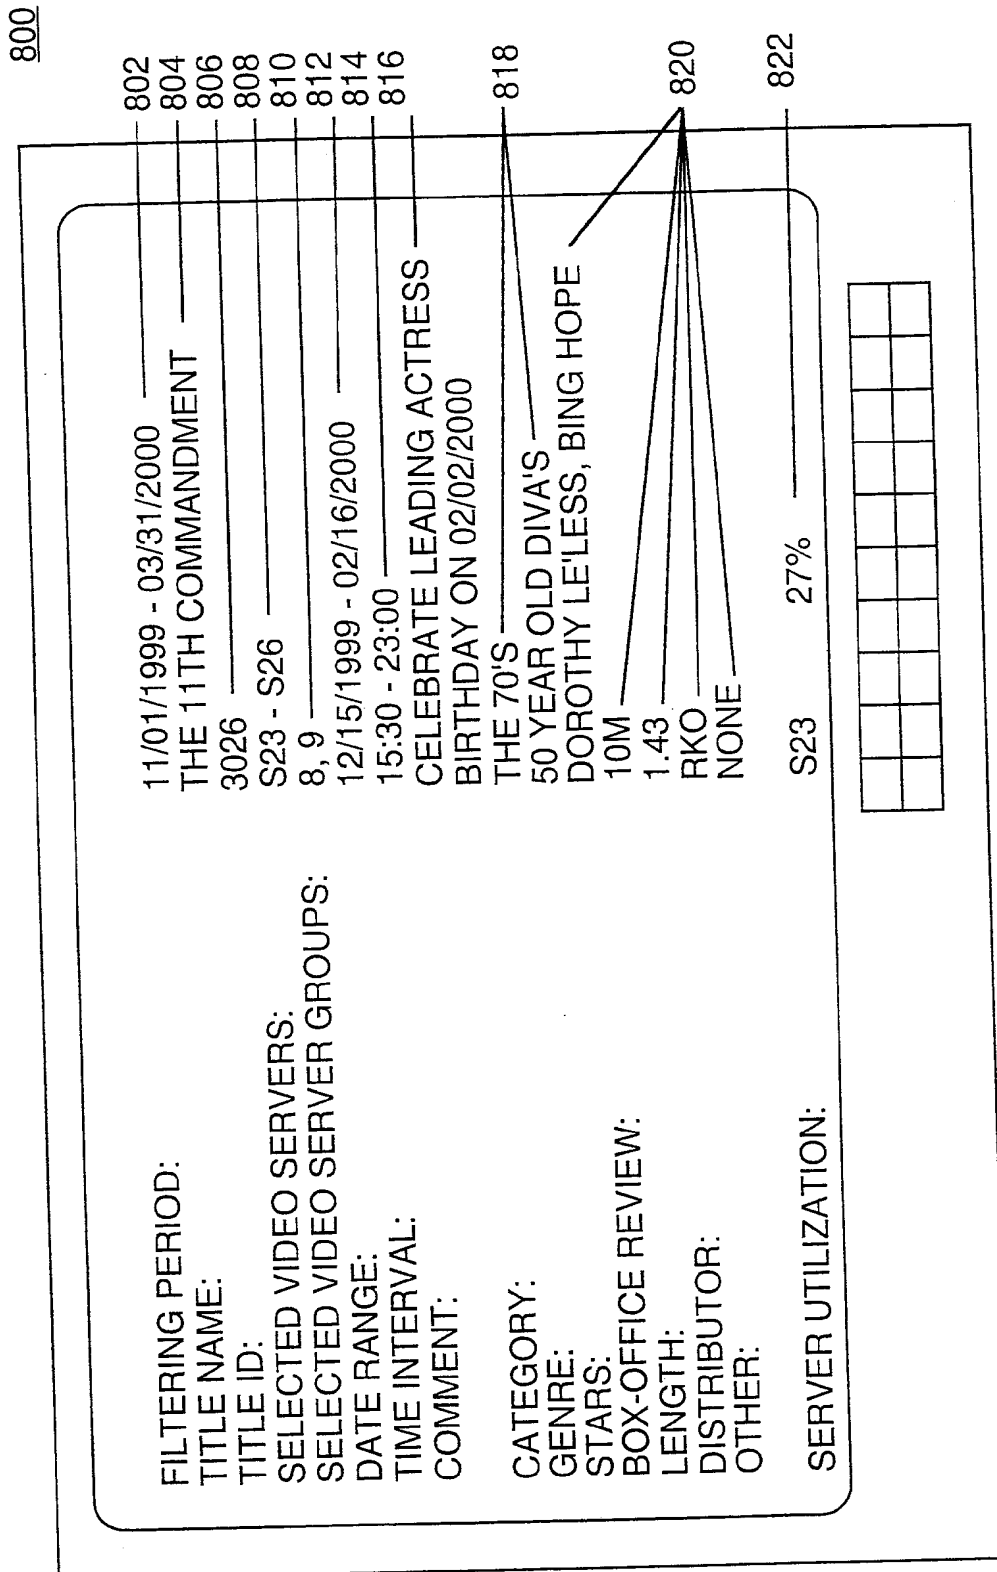 800
FILTERING PERIOD: 11/01/1999 - 03/31/2000 802
TITLE NAME: THE 11TH COMMANDMENT 804
TITLE ID: 3026 806
SELECTED VIDEO SERVERS: S23 - S26 808
SELECTED VIDEO SERVER GROUPS: 8, 9 810
DATE RANGE: 12/15/1999 - 02/16/2000 812
TIME INTERVAL: 15:30 - 23:00 814
COMMENT: CELEBRATE LEADING ACTRESS 816
BIRTHDAY ON 02/02/2000
CATEGORY: THE 70'S 818
GENRE: 50 YEAR OLD DIVA'S
STARS: DOROTHY LE'LESS, BING HOPE
BOX-OFFICE REVIEW: 10M
LENGTH: 1.43
DISTRIBUTOR: RKO 820
OTHER: NONE
SERVER UTILIZATION: S23 27% 822